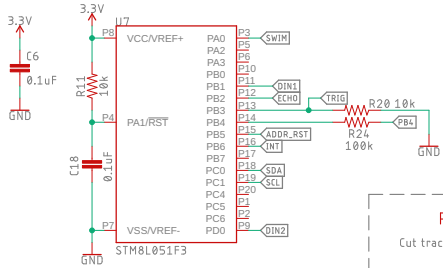 3.3V
C6
0.1uF
GND
3.3V
R11
10k
C18
0.1uF
GND
U7
P8 VCC/VREF+
P4 PA1/RST
P7 VSS/VREF-
STM8L051F3
PA0 P3 SWIM
PA2 P5
PA3 P6
PB0 P10
PB1 P11 DIN1
PB2 P12 ECHO
PB3 P13 TRIG
PB4 P14
PB5 P15 ADDR_RST
PB6 P16 INT
PB7 P17
PC0 P18 SDA
PC1 P19 SCL
PC4 P20
PC5 P1
PC6 P2
PD0 P9 DIN2
R20 10k
PB4
R24
100k
GND
Cut trac